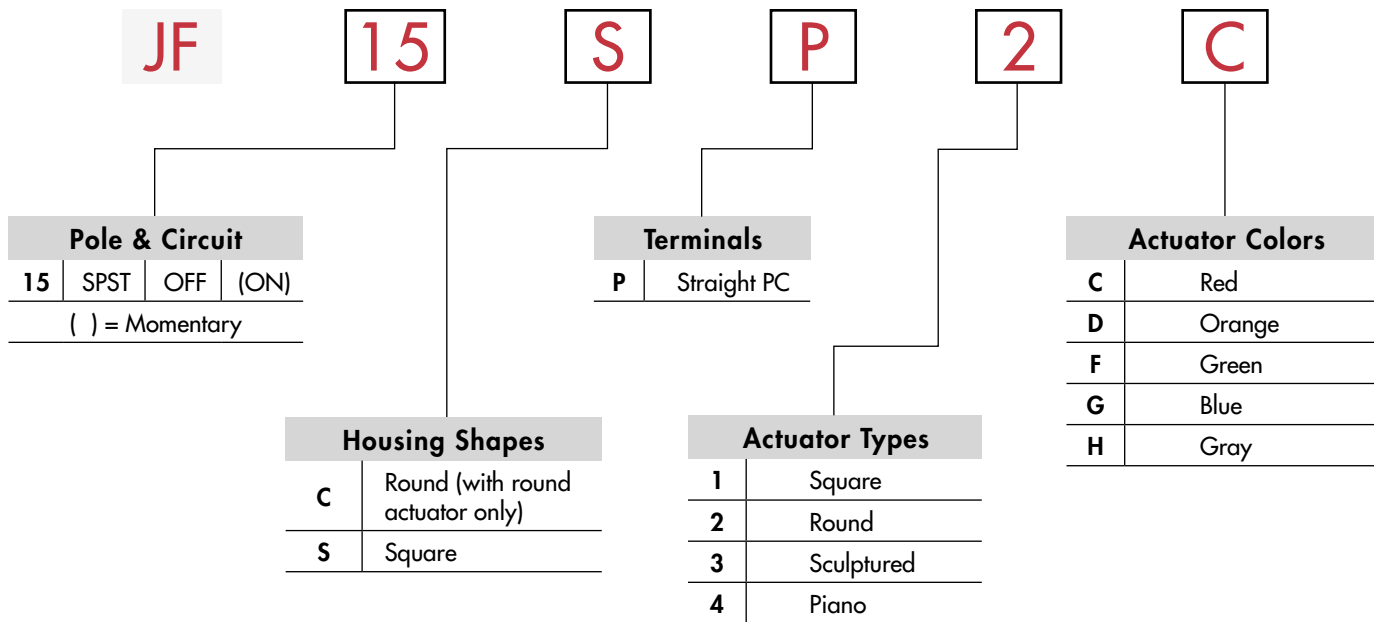 JF 15 S P 2 C
Pole & Circuit
15 SPST OFF (ON)
( ) = Momentary
Housing Shapes
C Round (with round
actuator only)
S Square
Terminals
P Straight PC
Actuator Types
1 Square
2 Round
3 Sculptured
4 Piano
Actuator Colors
C Red
D Orange
F Green
G Blue
H Gray